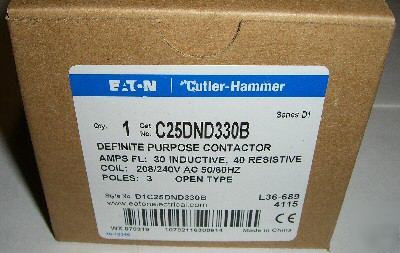 EATON Cutler-Hammer
Series D1
Qty. 1 Cat No. C25DND330B
DEFINITE PURPOSE CONTACTOR
AMPS FL: 30 INDUCTIVE, 40 RESISTIVE
COIL: 208/240V AC 50/60HZ
POLES: 3 OPEN TYPE
Style No D1C25DND330B L36-689
www.eatonelectrical.com 4115
Made in China